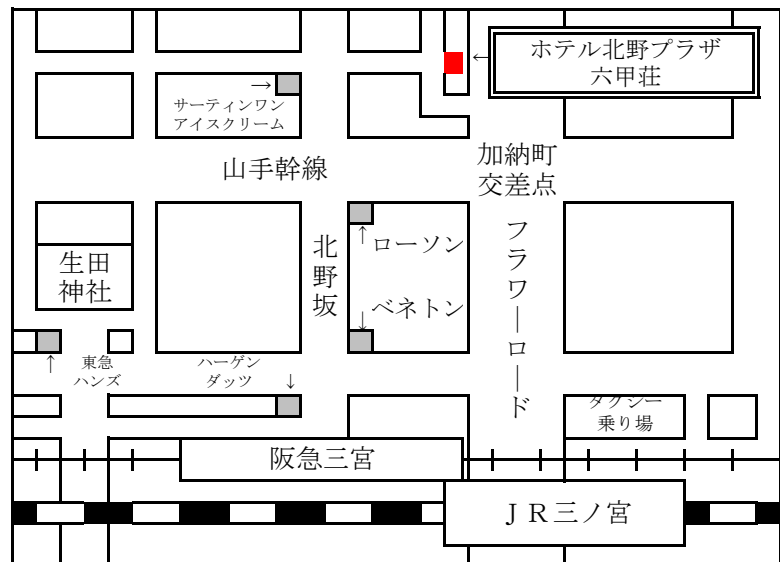 ホテル北野プラザ
六甲荘
←
→
サーティンワン
アイスクリーム
加納町
交差点
山手幹線
フラワーロード
北野坂
↑ローソン
生田
神社
↓ベネトン
↑
東急
ハンズ
ハーゲン
ダッツ
↓
タクシー
乗り場
阪急三宮
ＪＲ三ノ宮